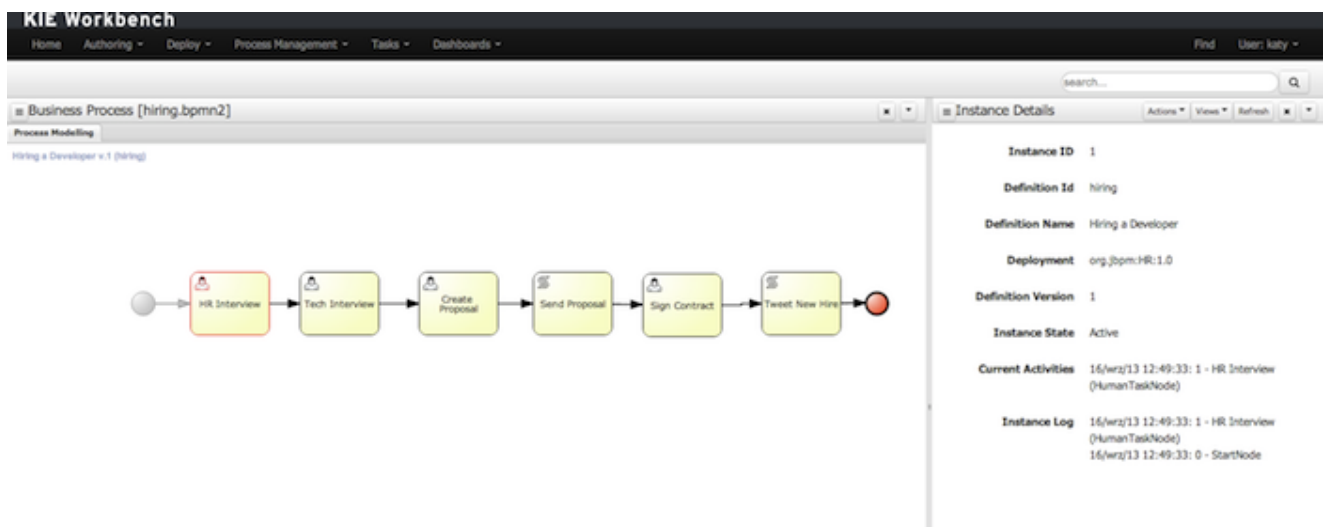 KIE Workbench
Home Authoring Deploy Process Management Tasks Dashboards Find User: katy
search...
Business Process [hiring.bpmn2]
Process Modelling
Hiring a Developer v.1 (hiring)
HR Interview
Tech Interview
Create
Proposal
Send Proposal
Sign Contract
Tweet New Hire
Instance Details Actions Views Refresh
Instance ID 1
Definition Id hiring
Definition Name Hiring a Developer
Deployment org.jbpm:HR:1.0
Definition Version 1
Instance State Active
Current Activities 16/wrz/13 12:49:33: 1 - HR Interview
(HumanTaskNode)
Instance Log 16/wrz/13 12:49:33: 1 - HR Interview
(HumanTaskNode)
16/wrz/13 12:49:33: 0 - StartNode